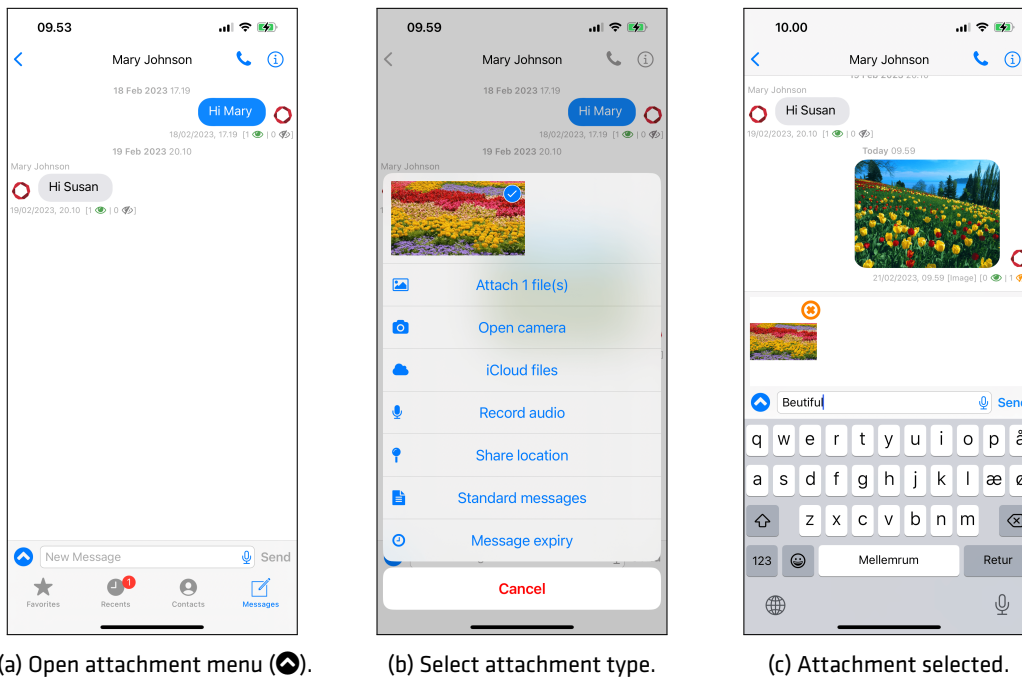 09.53
Mary Johnson
18 Feb 2023 17.19
Hi Mary
18/02/2023, 17.19 [1 | 0 ]
19 Feb 2023 20.10
Mary Johnson
Hi Susan
19/02/2023, 20.10 [1 | 0 ]
New Message
Send
Favorites
1
Recents
Contacts
Messages
(a) Open attachment menu ( ).
09.59
Mary Johnson
18 Feb 2023 17.19
Hi Mary
18/02/2023, 17.19 [1 | 0 ]
19 Feb 2023 20.10
Mary Johnson
Attach 1 file(s)
Open camera
iCloud files
Record audio
Share location
Standard messages
Message expiry
Cancel
(b) Select attachment type.
10.00
Mary Johnson
Mary Johnson
Hi Susan
19/02/2023, 20.10 [1 | 0 ]
Today 09.59
21/02/2023, 09.59 [Image] [0 | 1
Beutiful
Send
q w e r t y u i o p å
a s d f g h j k l æ ø
z x c v b n m
123
Mellemrum
Retur
(c) Attachment selected.